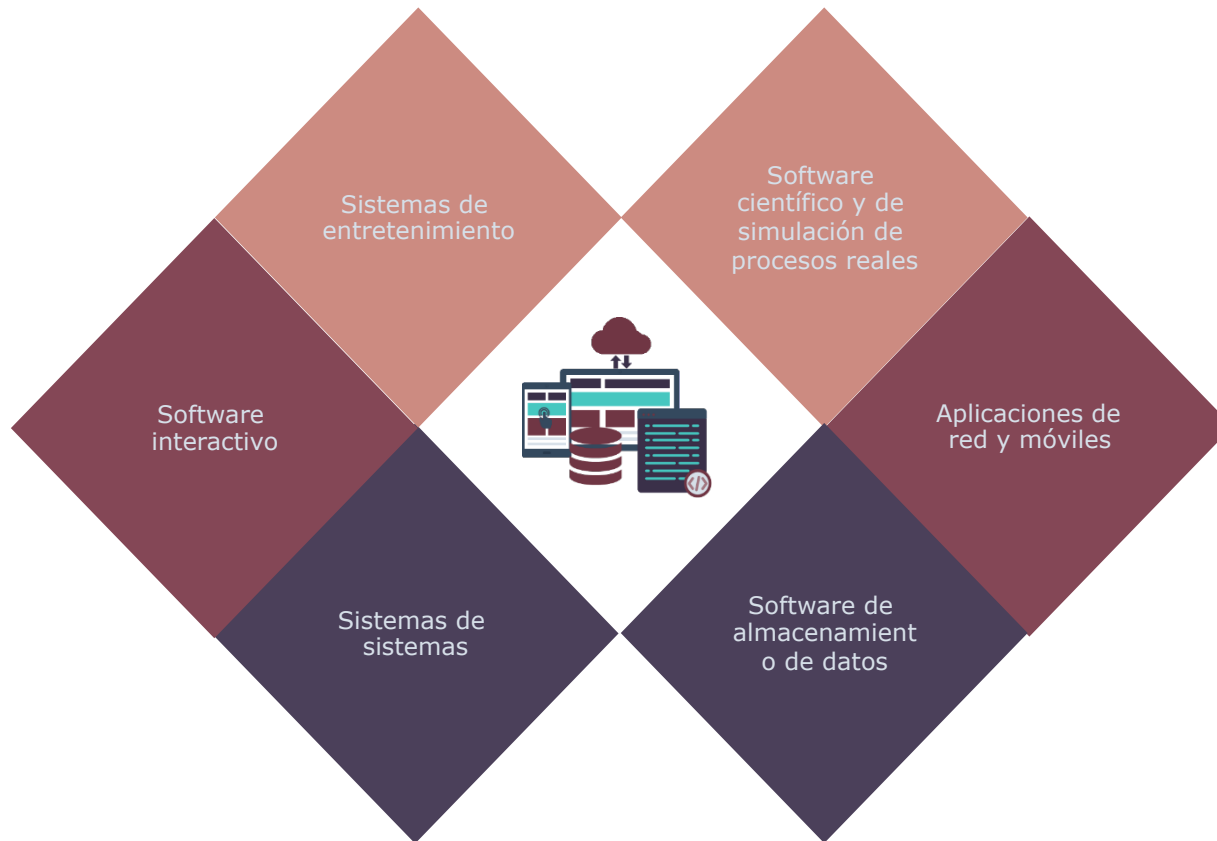 Sistemas de
entretenimiento
Software
científico y de
simulación de
procesos reales
Software
interactivo
Aplicaciones de
red y móviles
Sistemas de
sistemas
Software de
almacenamient
o de datos